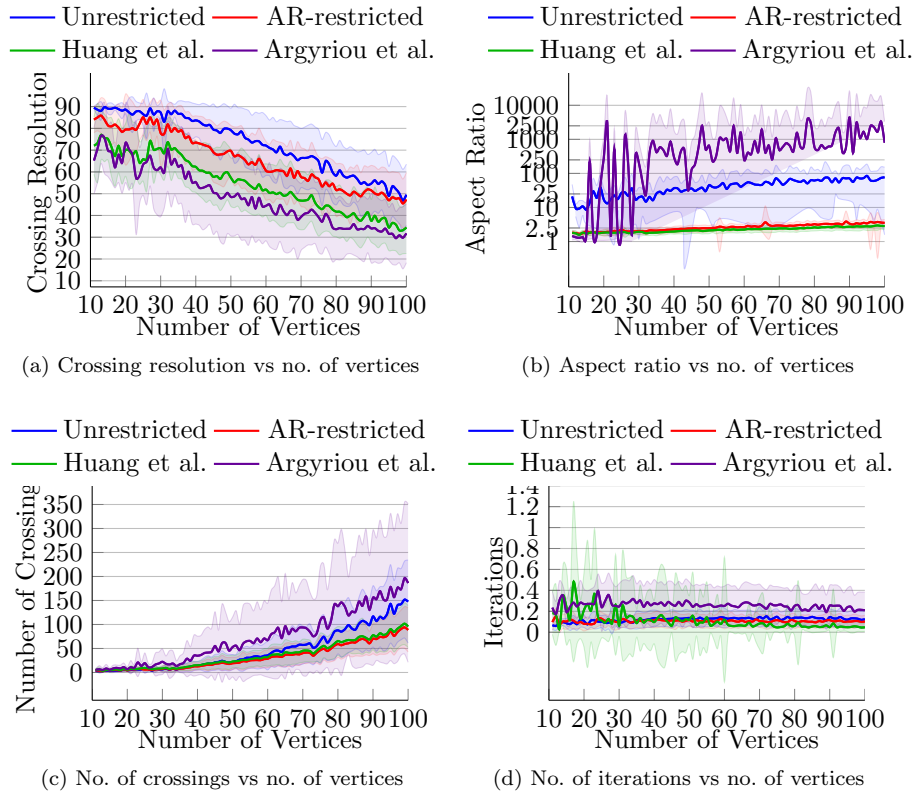 Unrestricted AR-restricted
Huang et al. Argyriou et al.
Crossing Resolution
90
80
70
60
50
40
30
20
10
10 20 30 40 50 60 70 80 90 100
Number of Vertices
(a) Crossing resolution vs no. of vertices
Unrestricted AR-restricted
Huang et al. Argyriou et al.
Aspect Ratio
10000
2500
1000
250
100
25
10
2.5
1
10 20 30 40 50 60 70 80 90 100
Number of Vertices
(b) Aspect ratio vs no. of vertices
Unrestricted AR-restricted
Huang et al. Argyriou et al.
Number of Crossing
350
300
250
200
150
100
50
0
10 20 30 40 50 60 70 80 90 100
Number of Vertices
(c) No. of crossings vs no. of vertices
Unrestricted AR-restricted
Huang et al. Argyriou et al.
Iterations
1.4
1.2
1
0.8
0.6
0.4
0.2
0
10 20 30 40 50 60 70 80 90 100
Number of Vertices
(d) No. of iterations vs no. of vertices